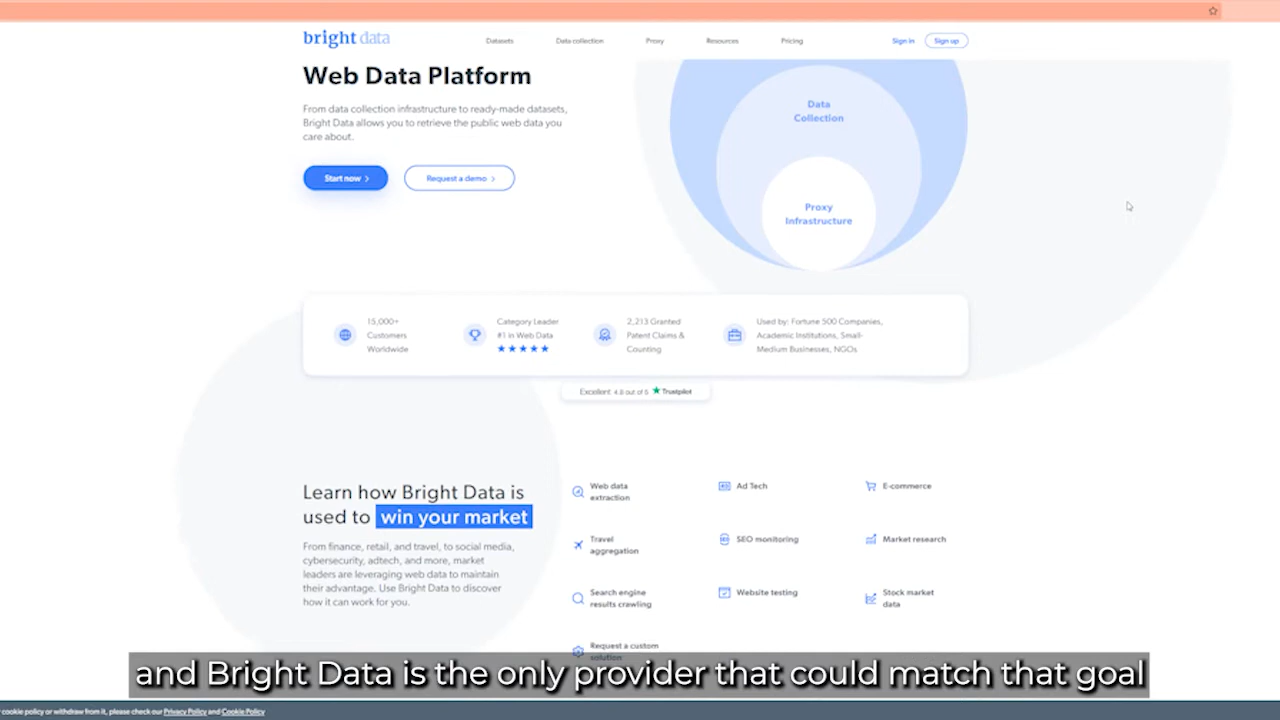 bright data
Datasets
Data collection
Proxy
Resources
Pricing
Sign in
Sign up
Web Data Platform
From data collection infrastructure to ready-made datasets,
Bright Data allows you to retrieve the public web data you
care about.
Start now
Request a demo
Data
Collection
Proxy
Infrastructure
15,000+
Customers
Worldwide
Category Leader
#1 in Web Data
2,213 Granted
Patent Claims &
Counting
Used by: Fortune 500 Companies,
Academic Institutions, Small-
Medium Businesses, NGOs
Excellent 4.8 out of 5 Trustpilot
Learn how Bright Data is
used to win your market
From finance, retail, and travel, to social media,
cybersecurity, adtech, and more, market
leaders are leveraging web data to maintain
their advantage. Use Bright Data to discover
how it can work for you.
Web data
extraction
Ad Tech
E-commerce
Travel
aggregation
SEO monitoring
Market research
Search engine
results crawling
Website testing
Stock market
data
Request a custom
solution
and Bright Data is the only provider that could match that goal
cookie policy or withdraw from it, please check our Privacy Policy and Cookie Policy